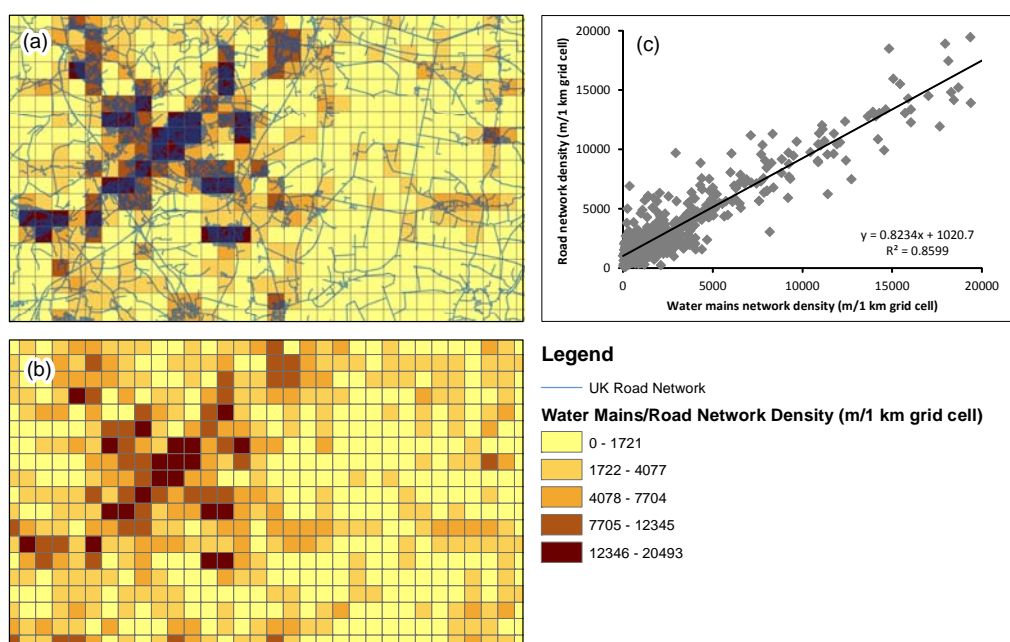 (a)
(b)
(c)
20000
15000
10000
5000
0
Road network density (m/1 km grid cell)
y = 0.8234x + 1020.7
R² = 0.8599
0 5000 10000 15000 20000
Water mains network density (m/1 km grid cell)
Legend
UK Road Network
Water Mains/Road Network Density (m/1 km grid cell)
0 - 1721
1722 - 4077
4078 - 7704
7705 - 12345
12346 - 20493